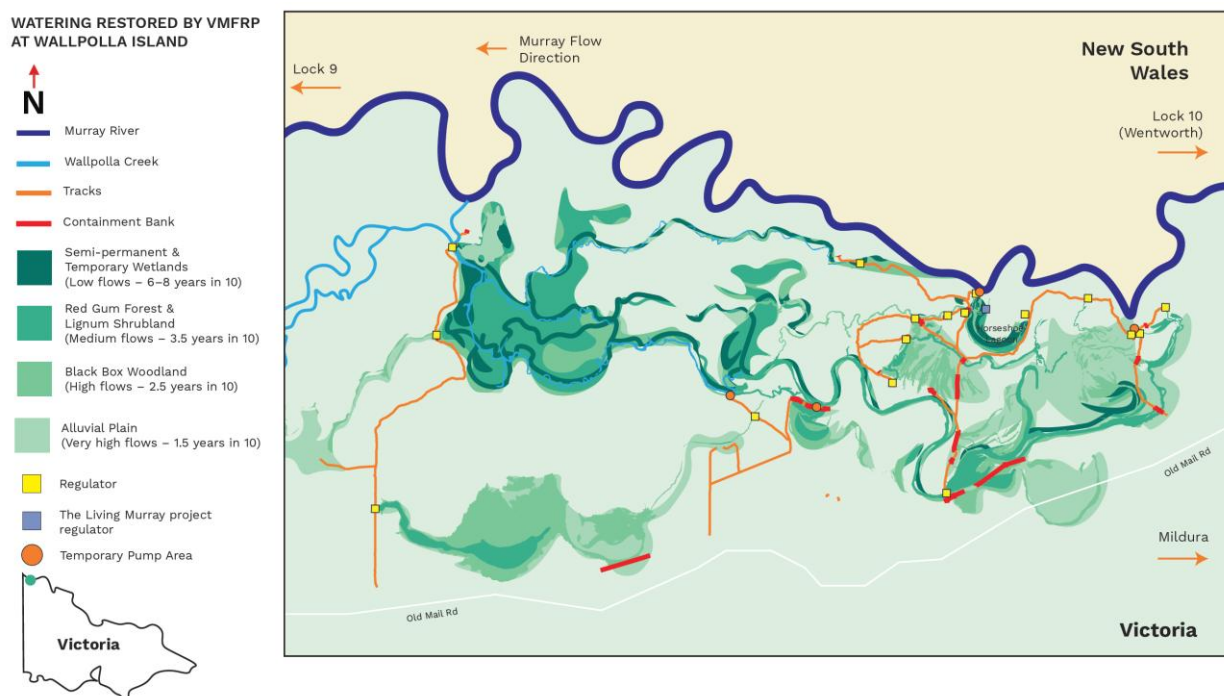 WATERING RESTORED BY VMFRP
AT WALLPOLLA ISLAND
N
Murray River
Wallpolla Creek
Tracks
Containment Bank
Semi-permanent &
Temporary Wetlands
(Low flows – 6–8 years in 10)
Red Gum Forest &
Lignum Shrubland
(Medium flows – 3.5 years in 10)
Black Box Woodland
(High flows – 2.5 years in 10)
Alluvial Plain
(Very high flows – 1.5 years in 10)
Regulator
The Living Murray project
regulator
Temporary Pump Area
Victoria
Lock 9
Murray Flow
Direction
New South
Wales
Lock 10
(Wentworth)
Horseshoe
Lagoon
Old Mail Rd
Mildura
Old Mail Rd
Victoria